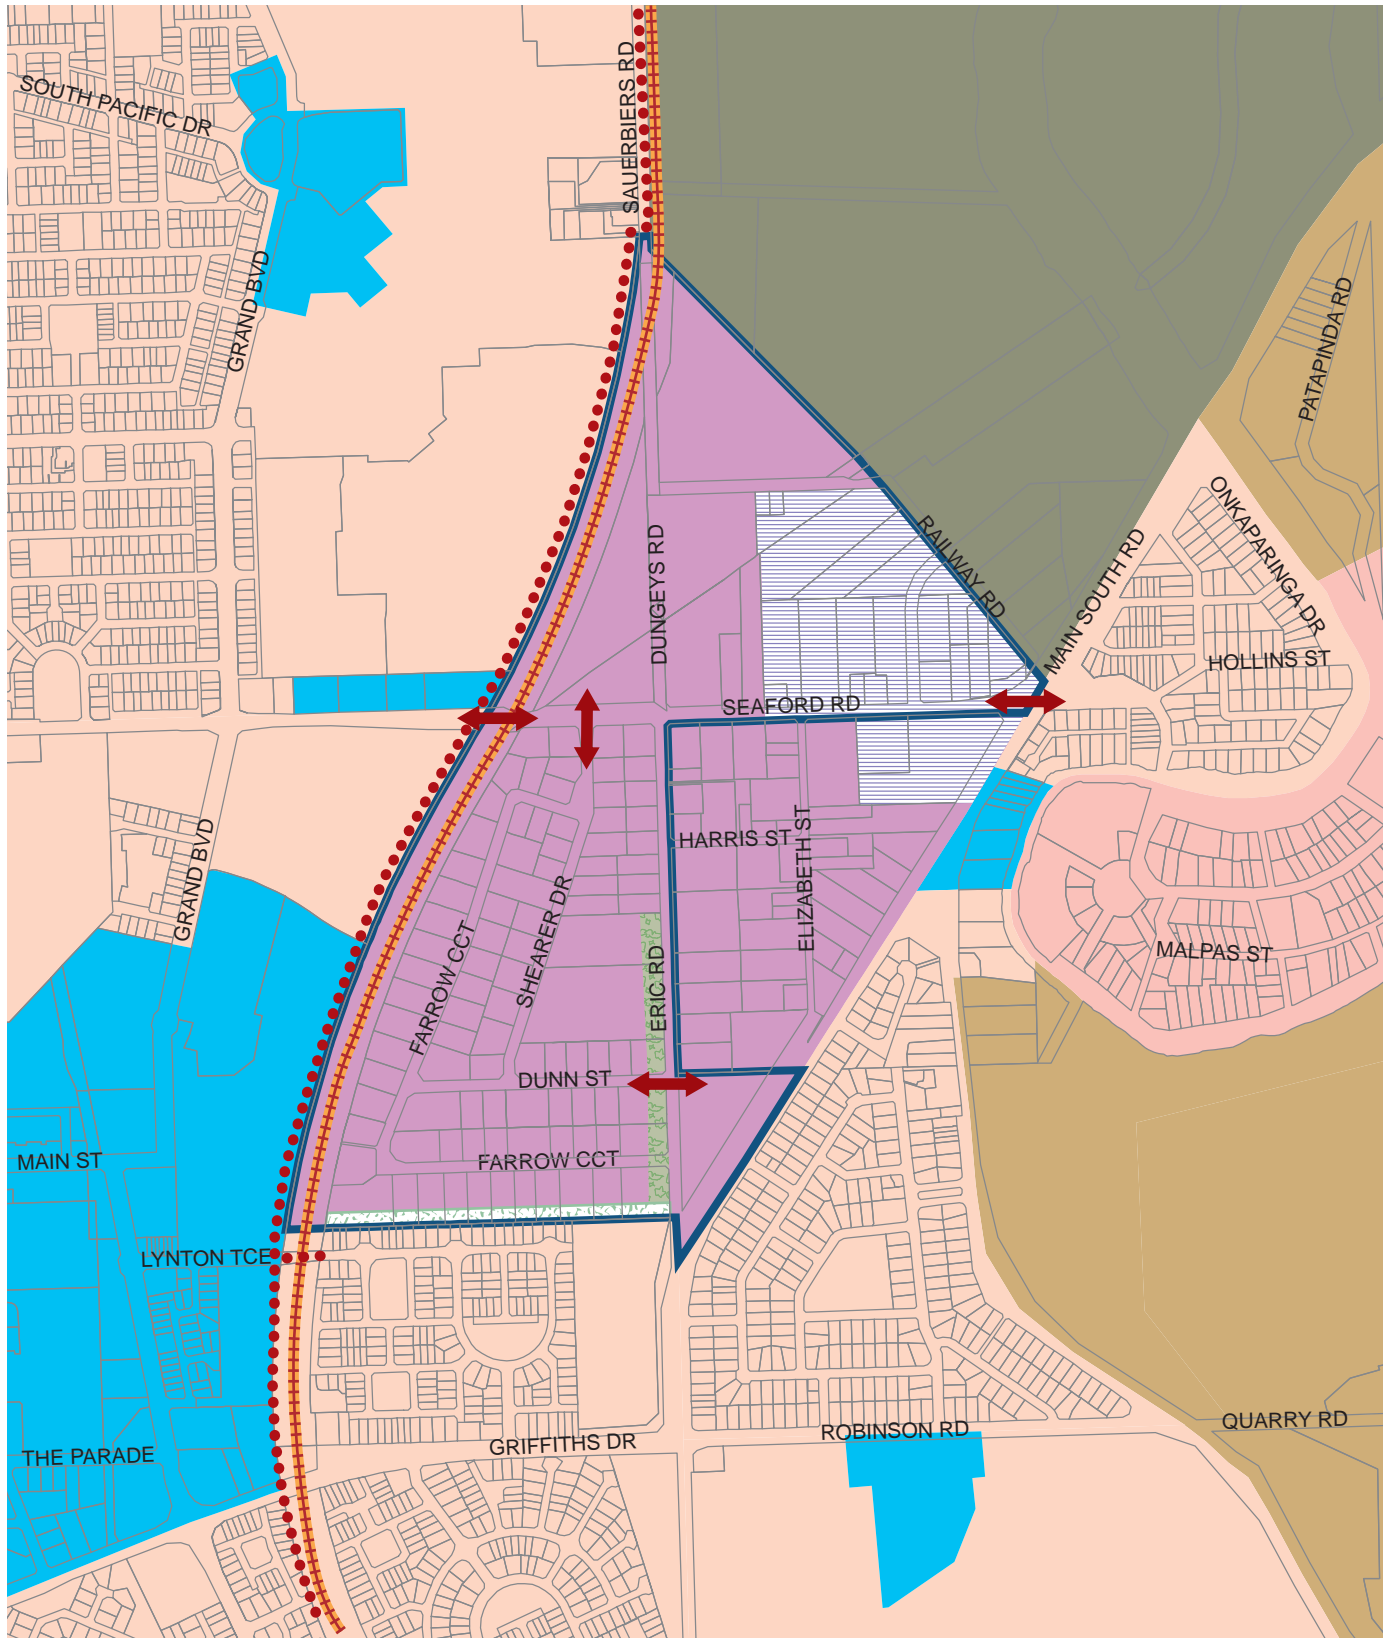 SAUERBIERS RD
SOUTH PACIFIC DR
GRAND BVD
PATAPINDA RD
ONKAPARINGA DR
RAILWAY RD
MAIN SOUTH RD
DUNGEYS RD
HOLLINS ST
SEAFORD RD
HARRIS ST
ELIZABETH ST
GRAND BVD
SHEARER DR
FARROW CCT
ERIC RD
MALPAS ST
DUNN ST
MAIN ST
FARROW CCT
LYNTON TCE
QUARRY RD
ROBINSON RD
GRIFFITHS DR
THE PARADE